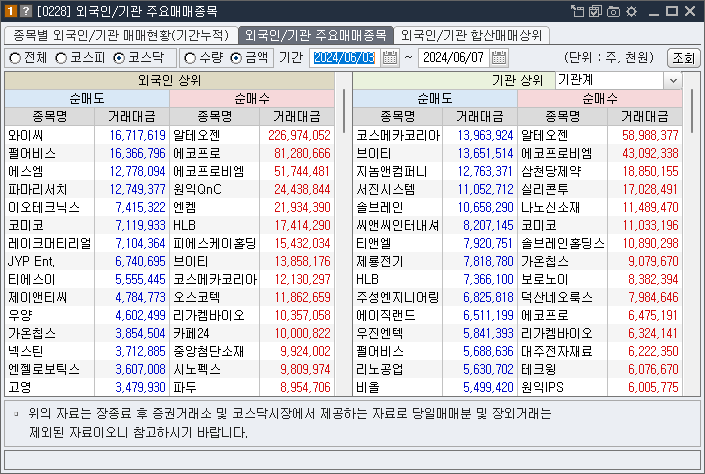 1 ? [0228] 외국인/기관 주요매매종목
종목별 외국인/기관 매매현황(기간누적) 외국인/기관 주요매매종목 외국인/기관 합산매매상위
전체 코스피 코스닥 수량 금액 기간 2024/06/03 ~ 2024/06/07 (단위 : 주, 천원) 조회
외국인 상위 기관 상위 기관계
순매도 순매수 순매도 순매수
종목명 거래대금 종목명 거래대금 종목명 거래대금 종목명 거래대금
와이씨 16,717,619 알테오젠 226,974,052 코스메카코리아 13,963,924 알테오젠 58,988,377
펄어비스 16,366,796 에코프로 81,280,666 브이티 13,651,514 에코프로비엠 43,092,338
에스엠 12,778,094 에코프로비엠 51,744,481 지놈앤컴퍼니 12,763,371 삼천당제약 18,850,155
파마리서치 12,749,377 원익QnC 24,438,844 서진시스템 11,052,712 실리콘투 17,028,491
이오테크닉스 7,415,322 엔켐 21,934,390 솔브레인 10,658,290 나노신소재 11,489,470
코미코 7,119,933 HLB 17,414,290 씨앤씨인터내셔 8,207,145 코미코 11,033,196
레이크머티리얼 7,104,364 피에스케이홀딩 15,432,034 티앤엘 7,920,751 솔브레인홀딩스 10,890,298
JYP Ent. 6,740,695 브이티 13,858,176 제룡전기 7,818,780 가온칩스 9,079,670
티에스이 5,555,445 코스메카코리아 12,130,297 HLB 7,366,100 보로노이 8,382,394
제이앤티씨 4,784,773 오스코텍 11,862,659 주성엔지니어링 6,825,818 덕산네오룩스 7,984,646
우양 4,602,499 리가켐바이오 10,357,058 에이직랜드 6,511,199 에코프로 6,475,191
가온칩스 3,854,504 카페24 10,000,822 우진엔텍 5,841,393 리가켐바이오 6,324,141
넥스틴 3,712,885 중앙첨단소재 9,924,002 펄어비스 5,688,636 대주전자재료 6,222,350
엔젤로보틱스 3,607,008 시노펙스 9,809,974 리노공업 5,630,702 테크윙 6,076,670
고영 3,479,930 파두 8,954,706 비올 5,499,420 원익IPS 6,005,775
위의 자료는 장종료 후 증권거래소 및 코스닥시장에서 제공하는 자료로 당일매매분 및 장외거래는
제외된 자료이오니 참고하시기 바랍니다.